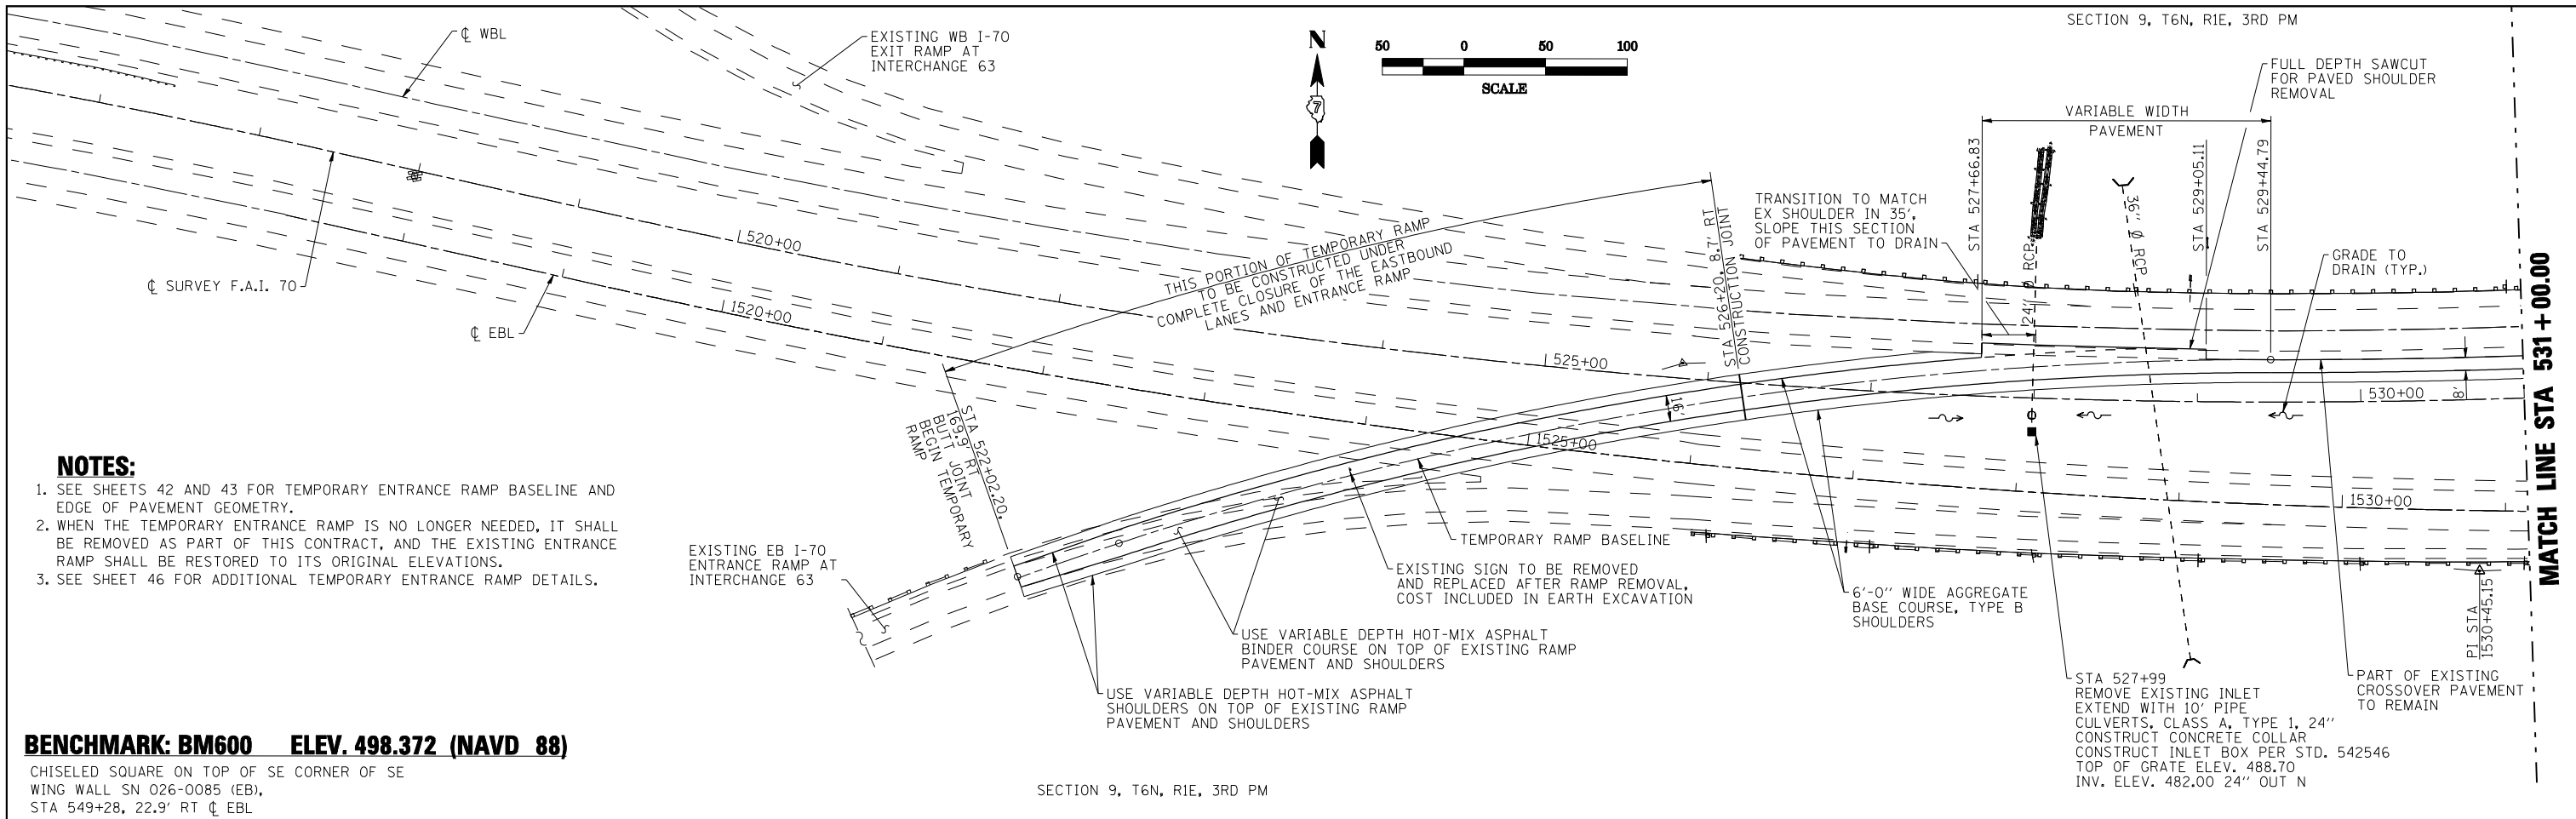 SECTION 9, T6N, R1E, 3RD PM
℄ WBL
EXISTING WB I-70
EXIT RAMP AT
INTERCHANGE 63
N
7
50 0 50 100
SCALE
FULL DEPTH SAWCUT
FOR PAVED SHOULDER
REMOVAL
VARIABLE WIDTH
PAVEMENT
STA 527+66.83
24" Ø RCP
36" Ø RCP
STA 529+05.11
STA 529+44.79
TRANSITION TO MATCH
EX SHOULDER IN 35',
SLOPE THIS SECTION
OF PAVEMENT TO DRAIN
GRADE TO
DRAIN (TYP.)
MATCH LINE STA 531+00.00
℄ SURVEY F.A.I. 70
℄ EBL
520+00
1520+00
THIS PORTION OF TEMPORARY RAMP
TO BE CONSTRUCTED UNDER
COMPLETE CLOSURE OF THE EASTBOUND
LANES AND ENTRANCE RAMP
STA 526+20, 8.7' RT
CONSTRUCTION JOINT
525+00
530+00
8'
16'
1525+00
1530+00
STA 522+02.20,
169.9' RT
BUTT JOINT
BEGIN TEMPORARY
RAMP
NOTES:
1. SEE SHEETS 42 AND 43 FOR TEMPORARY ENTRANCE RAMP BASELINE AND
EDGE OF PAVEMENT GEOMETRY.
2. WHEN THE TEMPORARY ENTRANCE RAMP IS NO LONGER NEEDED, IT SHALL
BE REMOVED AS PART OF THIS CONTRACT, AND THE EXISTING ENTRANCE
RAMP SHALL BE RESTORED TO ITS ORIGINAL ELEVATIONS.
3. SEE SHEET 46 FOR ADDITIONAL TEMPORARY ENTRANCE RAMP DETAILS.
EXISTING EB I-70
ENTRANCE RAMP AT
INTERCHANGE 63
TEMPORARY RAMP BASELINE
EXISTING SIGN TO BE REMOVED
AND REPLACED AFTER RAMP REMOVAL,
COST INCLUDED IN EARTH EXCAVATION
USE VARIABLE DEPTH HOT-MIX ASPHALT
BINDER COURSE ON TOP OF EXISTING RAMP
PAVEMENT AND SHOULDERS
USE VARIABLE DEPTH HOT-MIX ASPHALT
SHOULDERS ON TOP OF EXISTING RAMP
PAVEMENT AND SHOULDERS
6'-0" WIDE AGGREGATE
BASE COURSE, TYPE B
SHOULDERS
PI STA
1530+45.15
STA 527+99
REMOVE EXISTING INLET
EXTEND WITH 10' PIPE
CULVERTS, CLASS A, TYPE 1, 24"
CONSTRUCT CONCRETE COLLAR
CONSTRUCT INLET BOX PER STD. 542546
TOP OF GRATE ELEV. 488.70
INV. ELEV. 482.00 24" OUT N
PART OF EXISTING
CROSSOVER PAVEMENT
TO REMAIN
BENCHMARK: BM600 ELEV. 498.372 (NAVD 88)
CHISELED SQUARE ON TOP OF SE CORNER OF SE
WING WALL SN 026-0085 (EB),
STA 549+28, 22.9' RT ℄ EBL
SECTION 9, T6N, R1E, 3RD PM